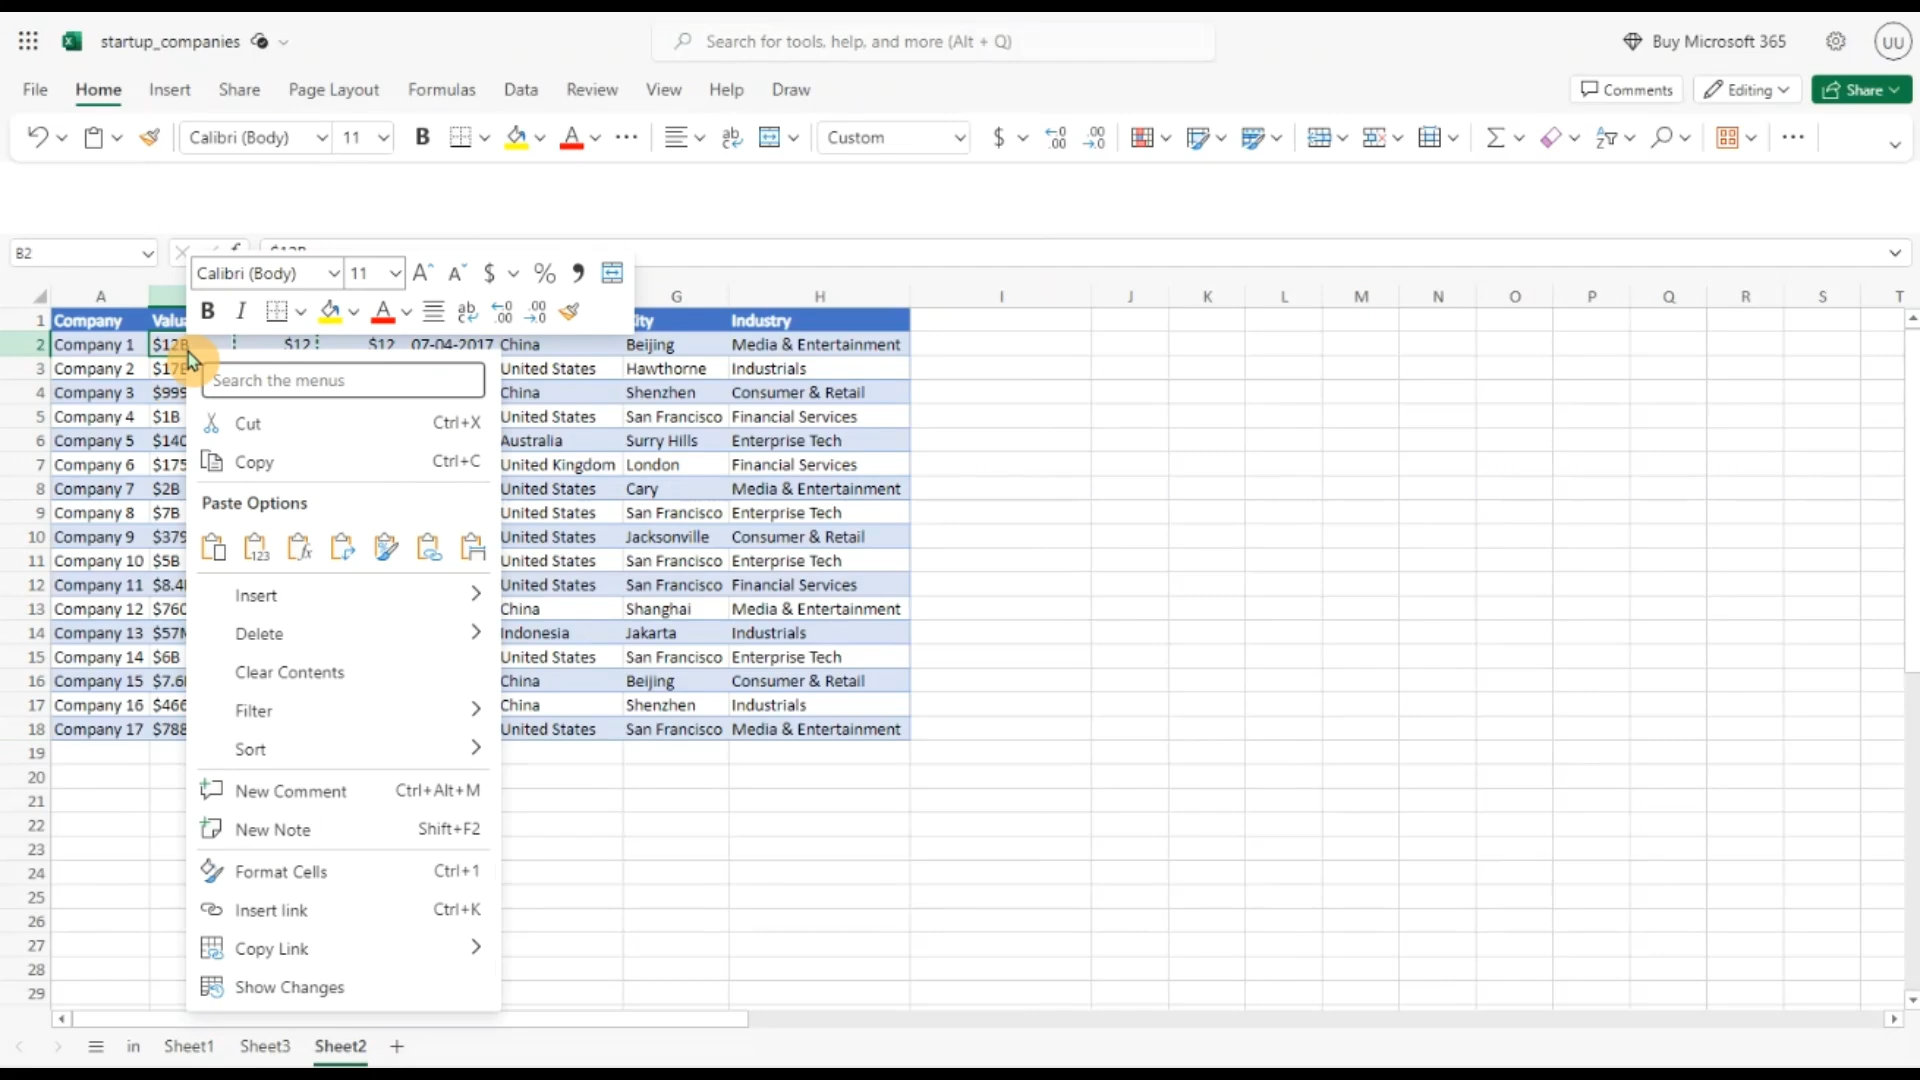 startup_companies
Search for tools, help, and more (Alt + Q)
Buy Microsoft 365
UU
File Home Insert Share Page Layout Formulas Data Review View Help Draw
Comments Editing Share
Calibri (Body) 11 B A Custom $
B2
Calibri (Body) 11 A A $ % ,
B I A
A G H I J K L M N O P Q R S T
1 Company Industry
2 Company 1 $12B $12 $12 07-04-2017 China Beijing Media & Entertainment
3 Company 2 United States Hawthorne Industrials
4 Company 3 China Shenzhen Consumer & Retail
5 Company 4 $1B United States San Francisco Financial Services
6 Company 5 Australia Surry Hills Enterprise Tech
7 Company 6 United Kingdom London Financial Services
8 Company 7 $2B United States Cary Media & Entertainment
9 Company 8 $7B United States San Francisco Enterprise Tech
10 Company 9 United States Jacksonville Consumer & Retail
11 Company 10 $5B United States San Francisco Enterprise Tech
12 Company 11 United States San Francisco Financial Services
13 Company 12 China Shanghai Media & Entertainment
14 Company 13 Indonesia Jakarta Industrials
15 Company 14 $6B United States San Francisco Enterprise Tech
16 Company 15 China Beijing Consumer & Retail
17 Company 16 China Shenzhen Industrials
18 Company 17 United States San Francisco Media & Entertainment
19
20
21
22
23
24
25
26
27
28
29
Search the menus
Cut Ctrl+X
Copy Ctrl+C
Paste Options
Insert
Delete
Clear Contents
Filter
Sort
New Comment Ctrl+Alt+M
New Note Shift+F2
Format Cells Ctrl+1
Insert link Ctrl+K
Copy Link
Show Changes
in Sheet1 Sheet3 Sheet2 +